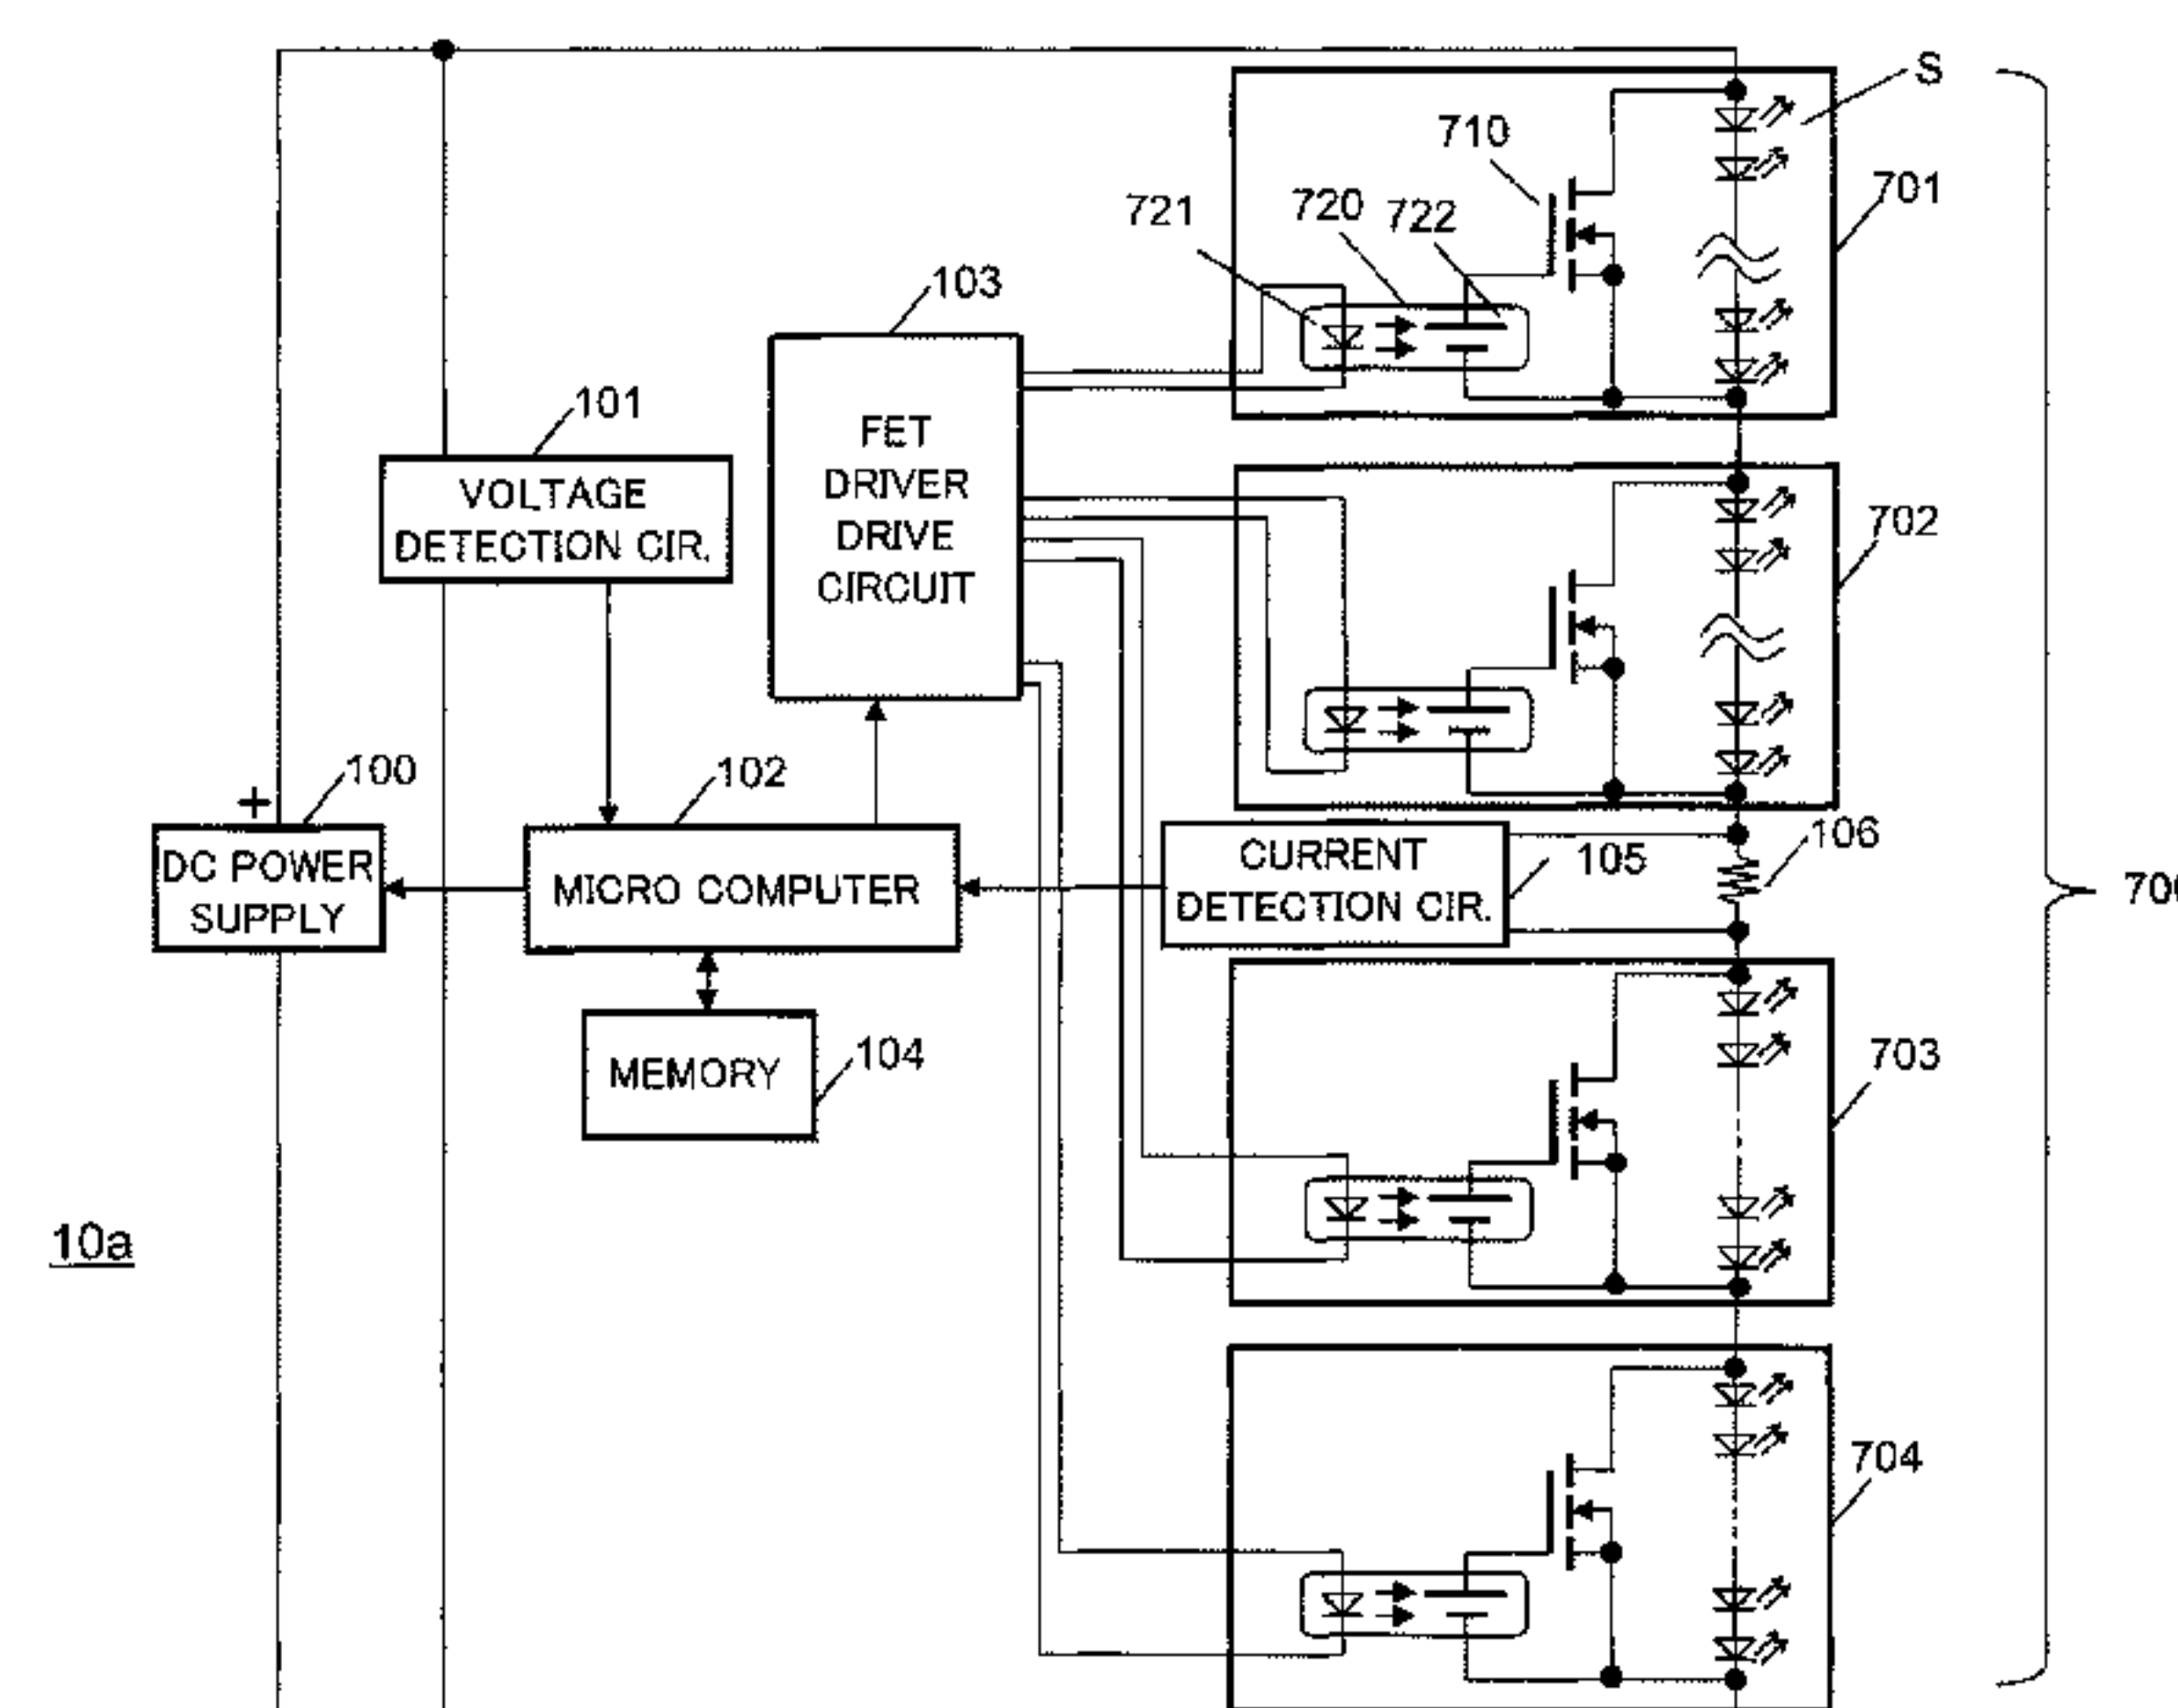 S
710
701
721
720
722
103
101
FET
DRIVER
DRIVE
CIRCUIT
VOLTAGE
DETECTION CIR.
702
100
+
102
106
DC POWER
SUPPLY
MICRO COMPUTER
CURRENT
DETECTION CIR.
105
104
MEMORY
703
10a
704